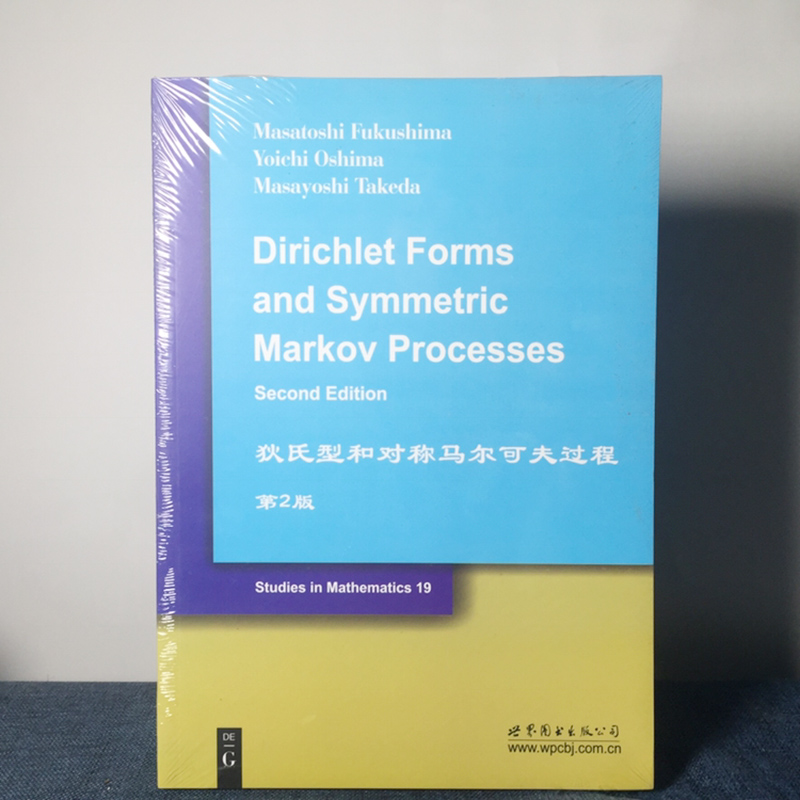 Masatoshi Fukushima
Yoichi Oshima
Masayoshi Takeda
Dirichlet Forms
and Symmetric
Markov Processes
Second Edition
狄氏型和对称马尔可夫过程
第2版
Studies in Mathematics 19
DE
G
世界图书出版公司
www.wpcbj.com.cn